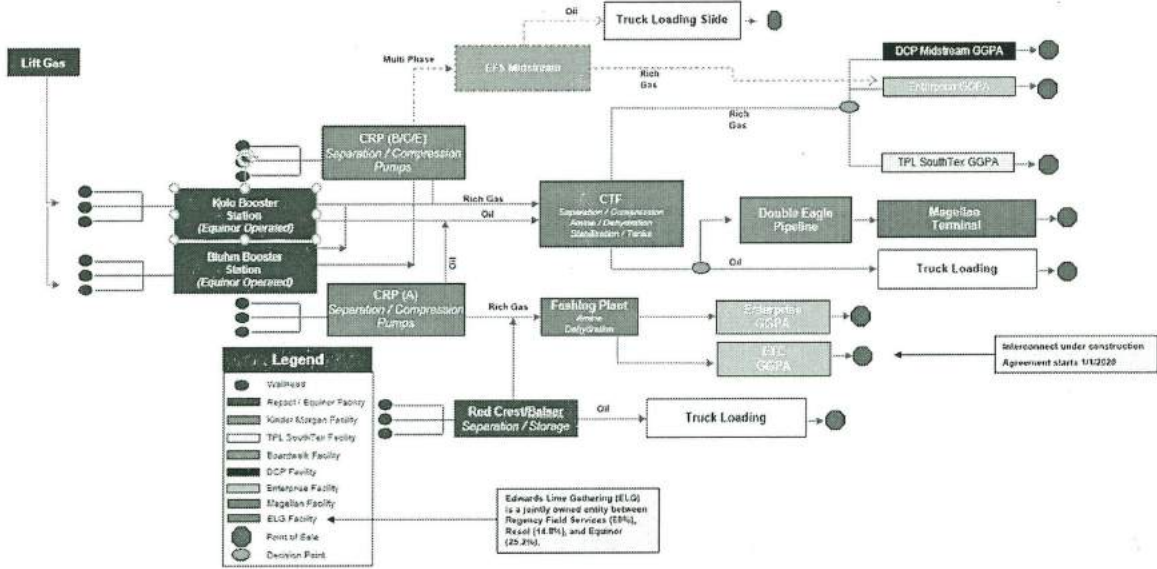 Oil
Truck Loading Slide
Lift Gas
Multi Phase
EFS Midstream
DCP Midstream GGPA
Rich
Gas
Enterprise GGPA
Rich
Gas
CRP (B/C/E)
Separation / Compression
Pumps
TPL SouthTex GGPA
Kolo Booster
Station
(Equinor Operated)
Rich Gas
Oil
CTF
Separation / Compression
Amine / Dehydration
Stabilization / Tanks
Double Eagle
Pipeline
Magellan
Terminal
Bluhm Booster
Station
(Equinor Operated)
Oil
Oil
Truck Loading
CRP (A)
Separation / Compression
Pumps
Rich Gas
Fashing Plant
Amine
Dehydration
Enterprise
GGPA
ETC
GGPA
Interconnect under construction
Agreement starts 1/1/2020
Legend
Wellhead
Repsol / Equinor Facility
Kinder Morgan Facility
TPL SouthTex Facility
Boardwalk Facility
DCP Facility
Enterprise Facility
Magellan Facility
ELG Facility
Point of Sale
Decision Point
Red Crest/Balser
Separation / Storage
Oil
Truck Loading
Edwards Lime Gathering (ELG)
is a jointly owned entity between
Regency Field Services
Repsol and Equinor
(25.2%).